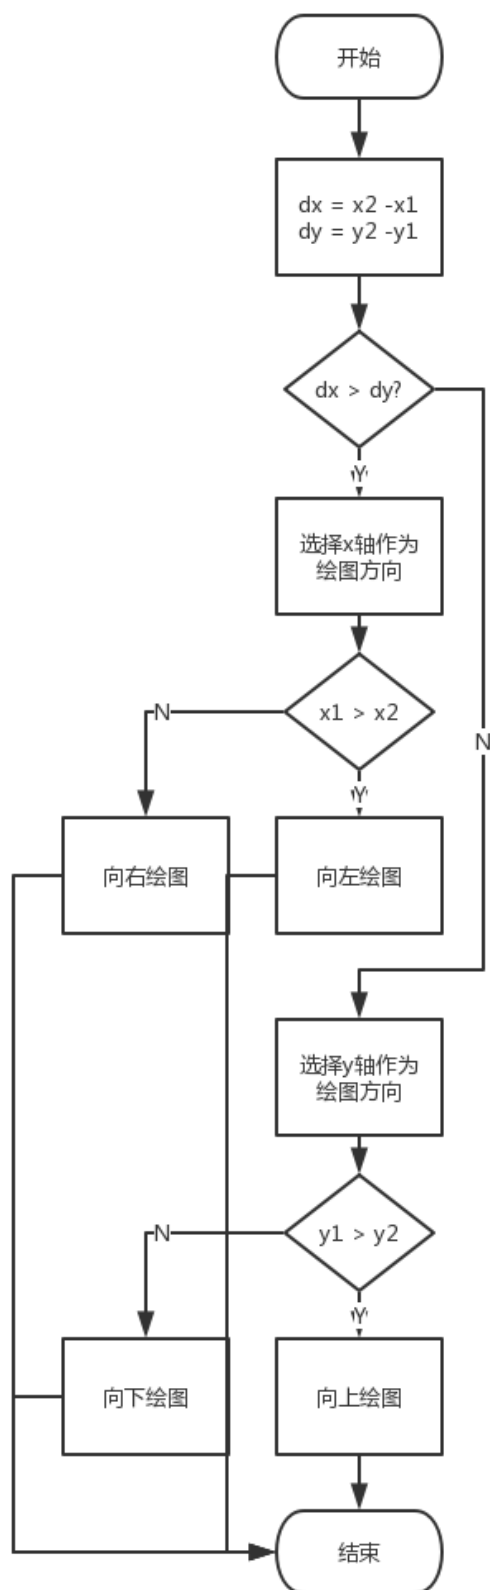 开始
dx = x2 -x1
dy = y2 -y1
dx > dy?
Y
选择x轴作为
绘图方向
x1 > x2
N
N
Y
向右绘图
向左绘图
选择y轴作为
绘图方向
y1 > y2
N
Y
向下绘图
向上绘图
结束